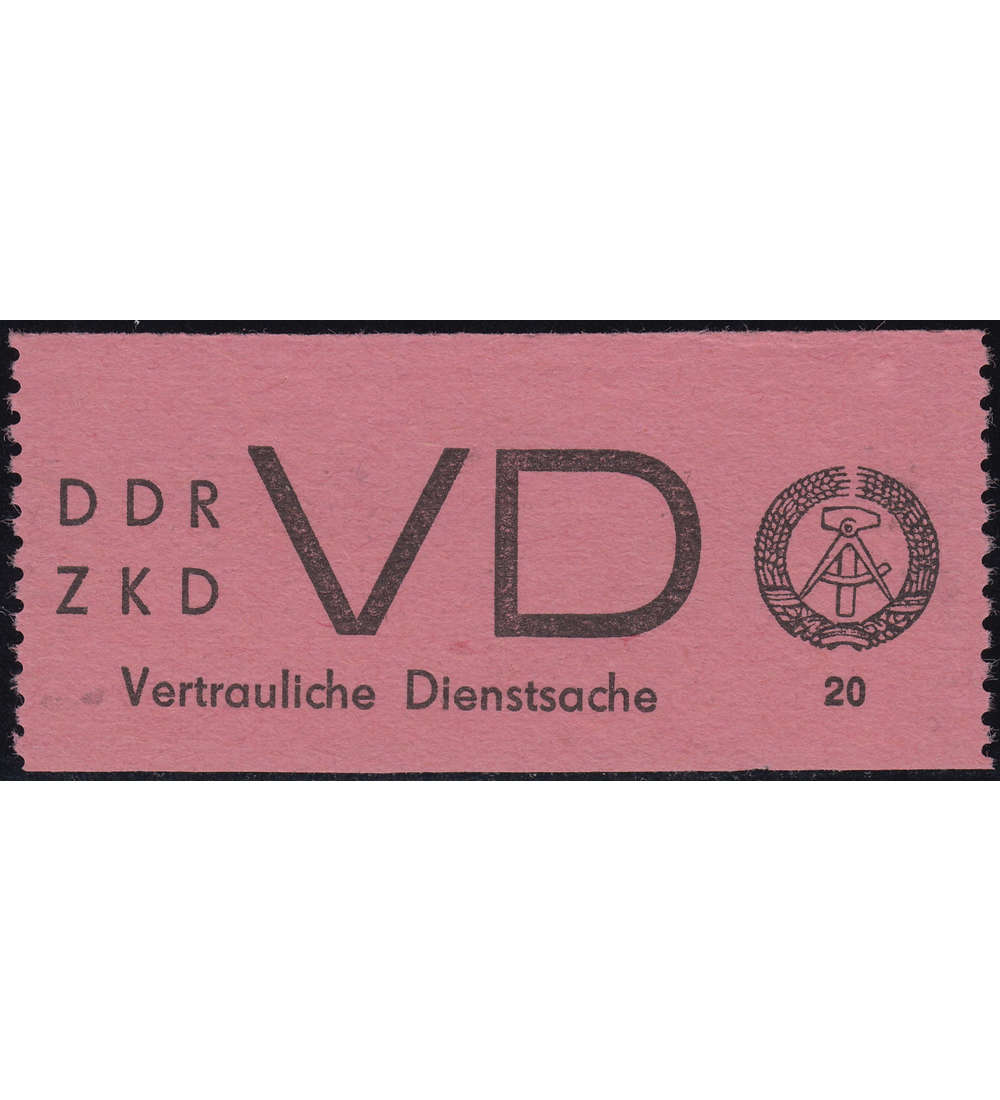 DDR
ZKD
VD
Vertrauliche Dienstsache
20